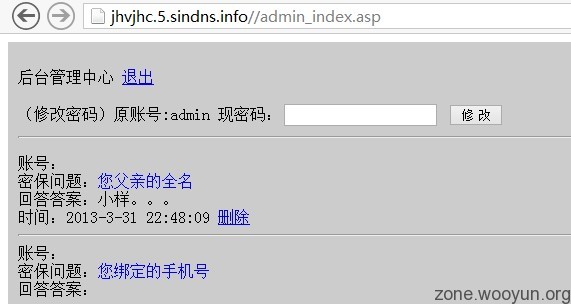 jhvjhc.5.sindns.info//admin_index.asp
后台管理中心 退出
（修改密码）原账号:admin 现密码： 修 改
账号：
密保问题：您父亲的全名
回答答案：小样。。。
时间：2013-3-31 22:48:09 删除
账号：
密保问题：您绑定的手机号
回答答案：
zone.wooyun.org